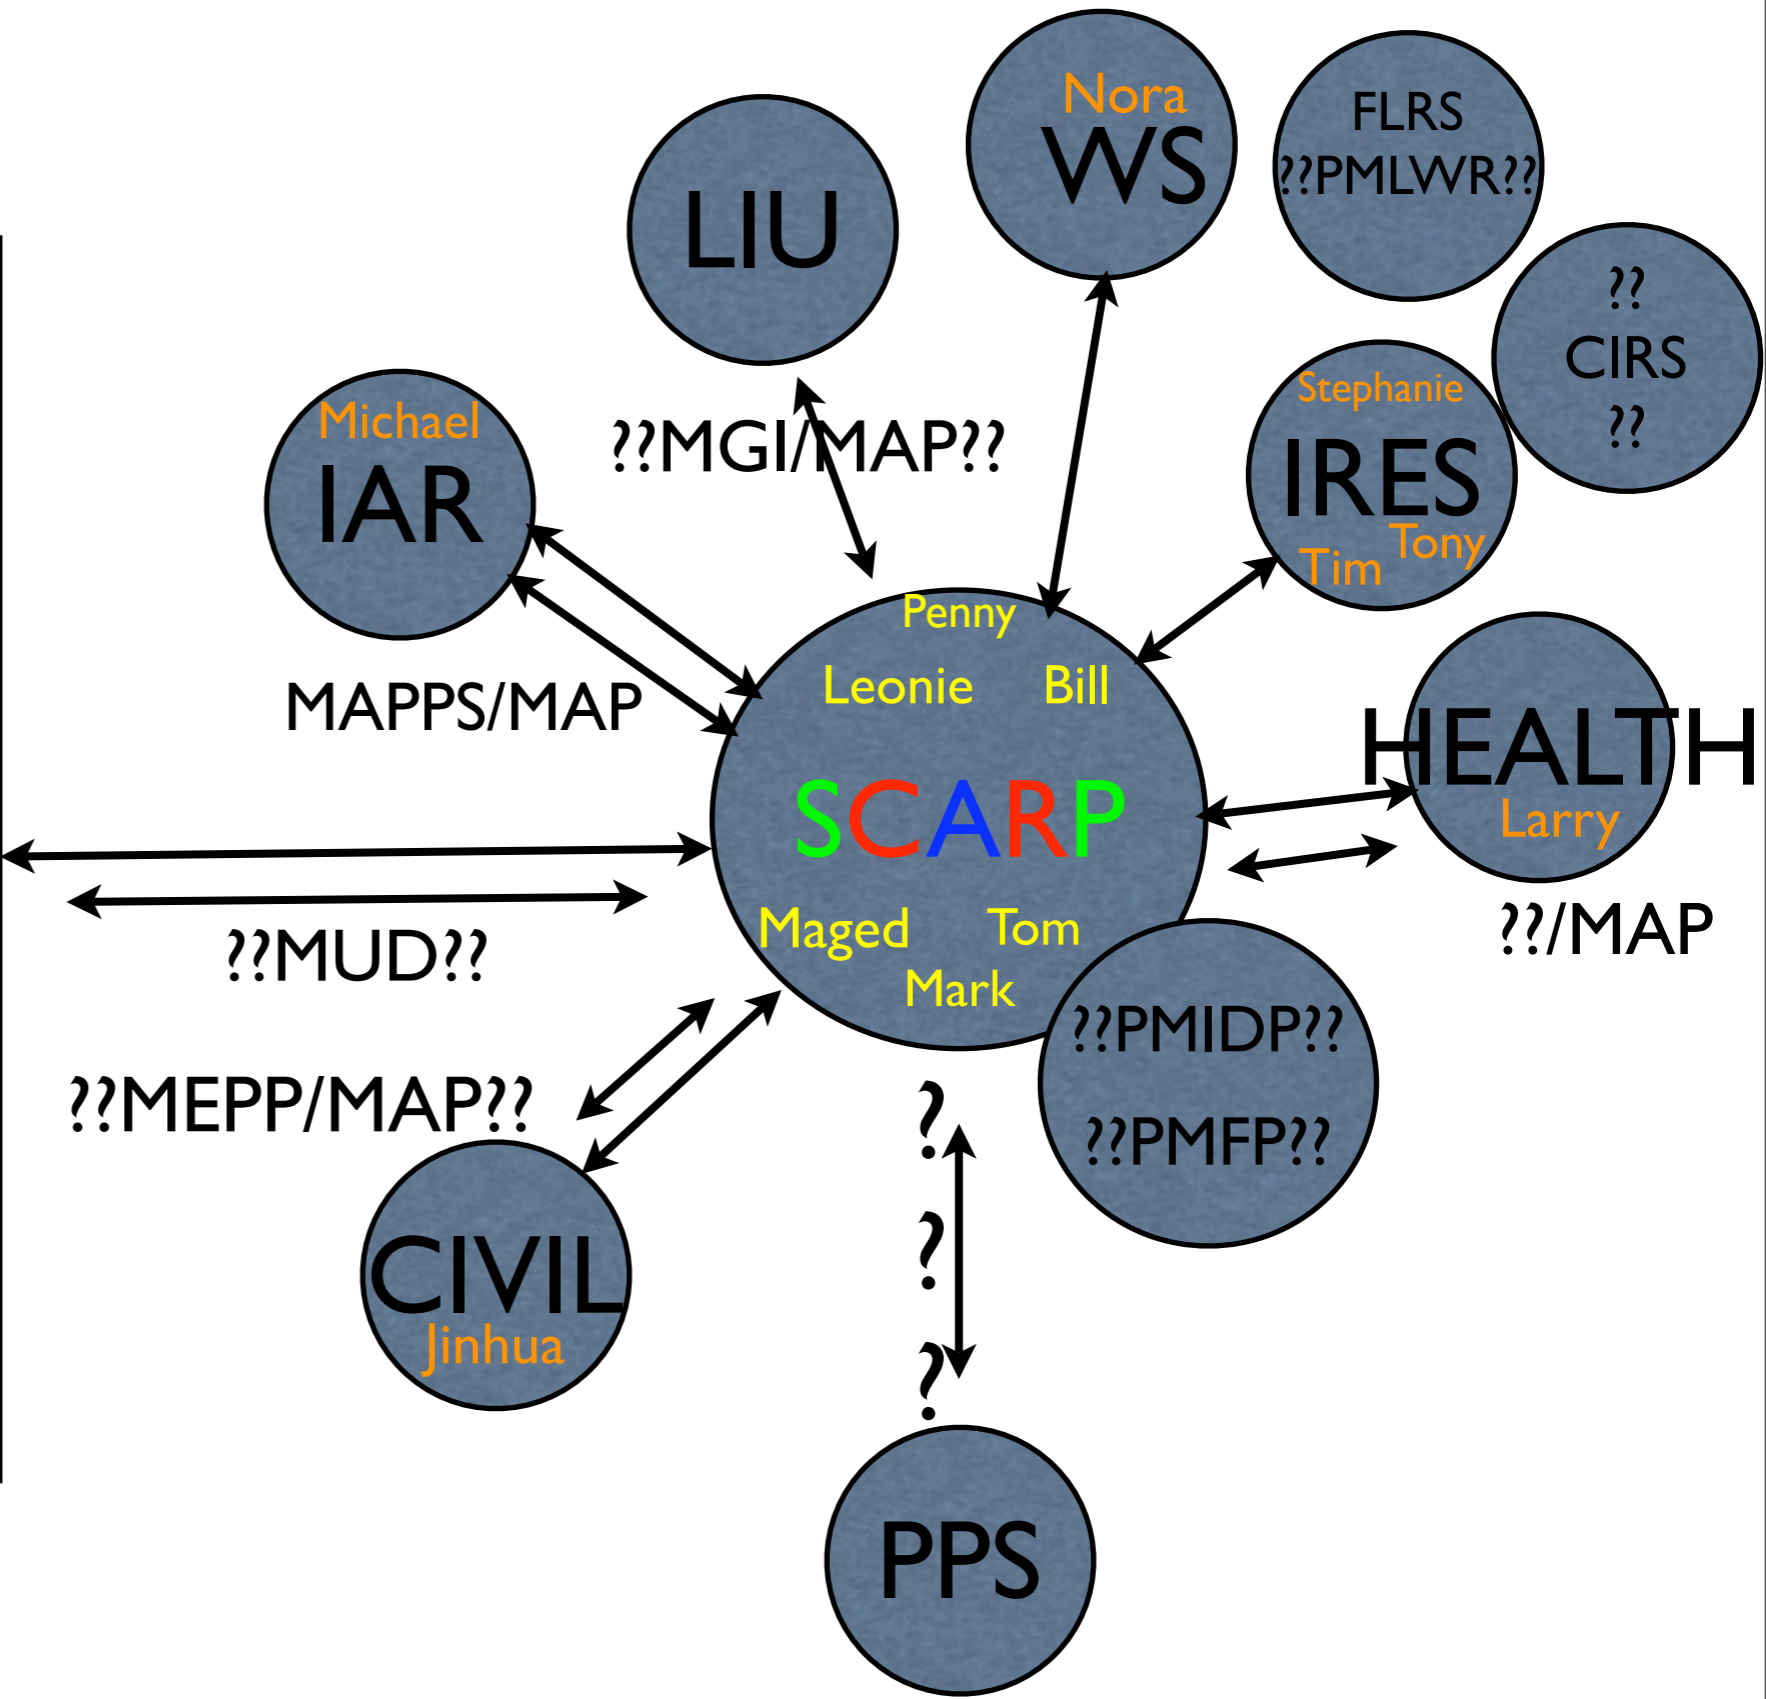 Nora
WS
FLRS
??PMLWR??
LIU
??
CIRS
??
Stephanie
IRES
Tony
Tim
Michael
IAR
??MGI/MAP??
MAPPS/MAP
Penny
Leonie
Bill
SCARP
Maged
Tom
Mark
HEALTH
Larry
??/MAP
??MUD??
??PMIDP??
??PMFP??
??MEPP/MAP??
CIVIL
Jinhua
?
?
?
PPS